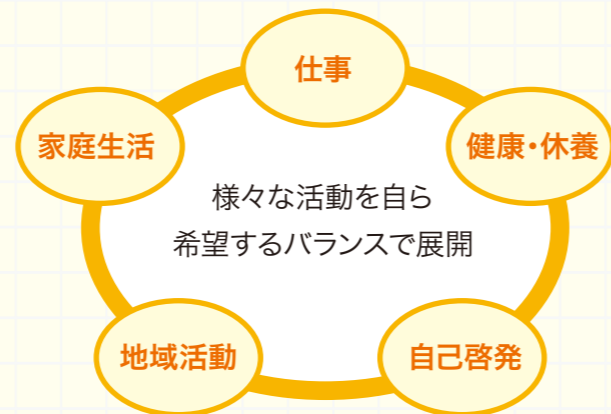 仕事
家庭生活
健康・休養
様々な活動を自ら
希望するバランスで展開
地域活動
自己啓発